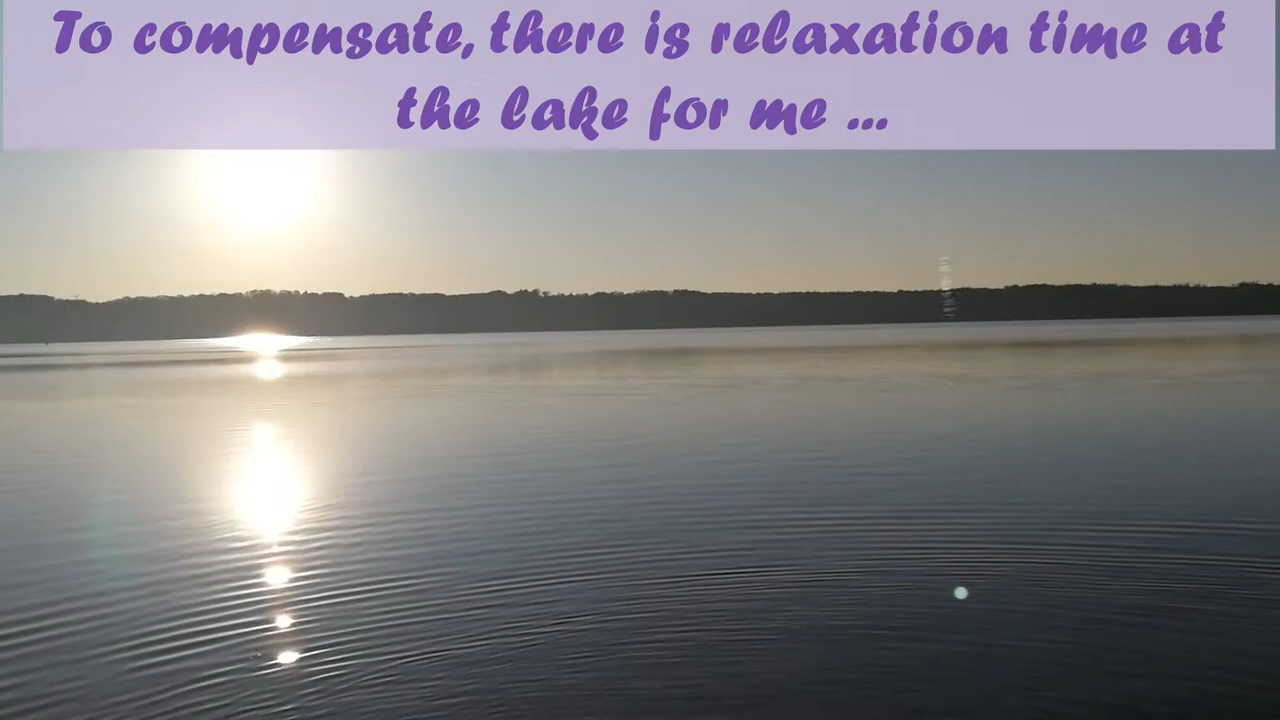 To compensate, there is relaxation time at
the lake for me ...